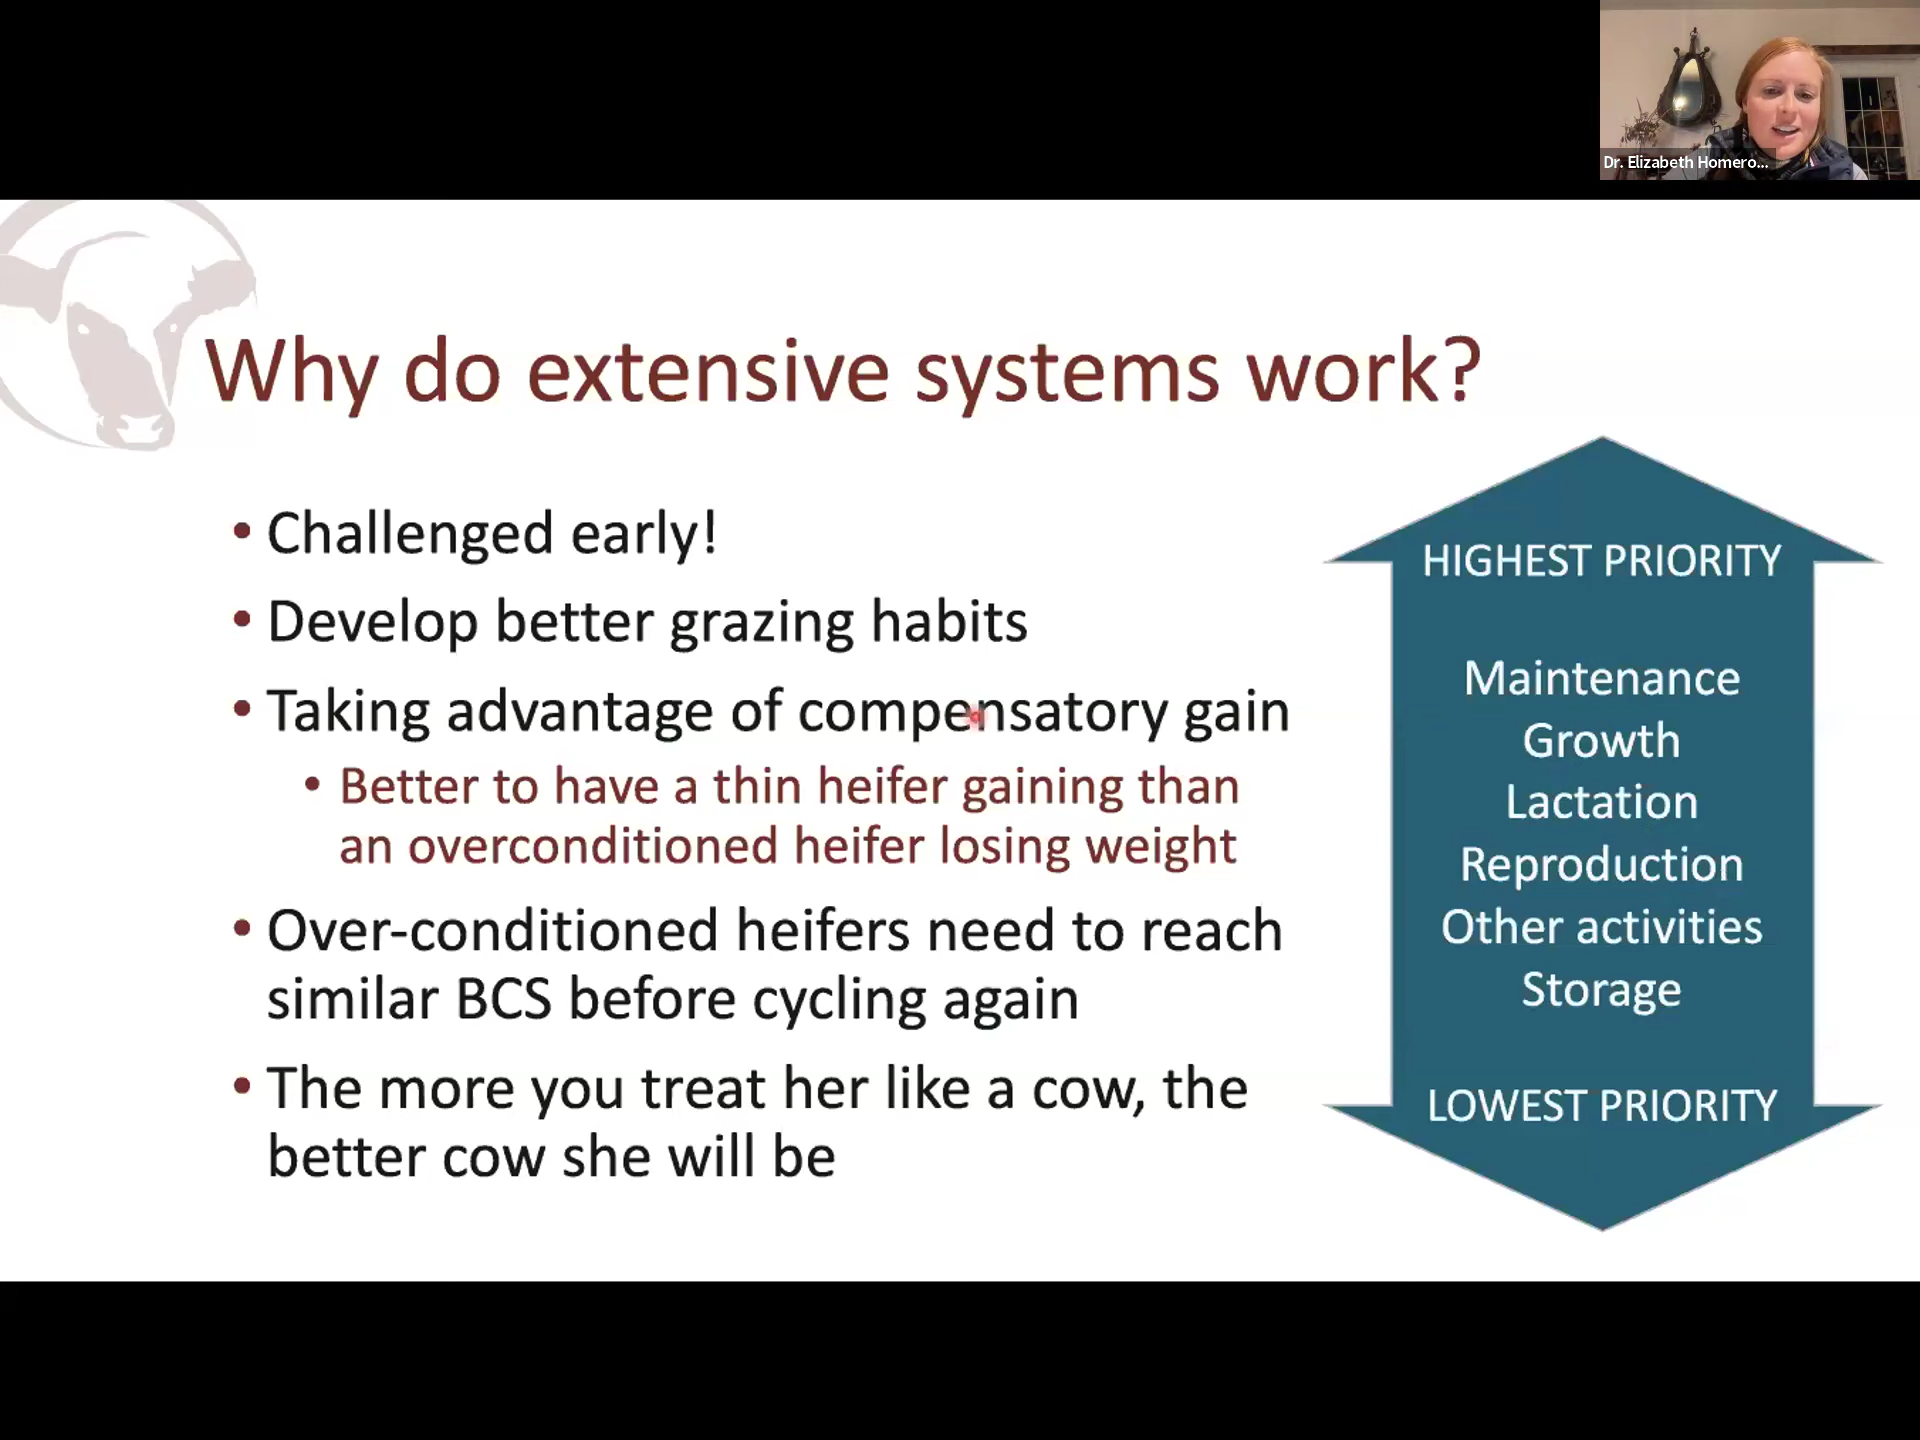 Dr. Elizabeth Homero...
Why do extensive systems work?
• Challenged early!
• Develop better grazing habits
• Taking advantage of compensatory gain
• Better to have a thin heifer gaining than
an overconditioned heifer losing weight
• Over-conditioned heifers need to reach
similar BCS before cycling again
• The more you treat her like a cow, the
better cow she will be
HIGHEST PRIORITY
Maintenance
Growth
Lactation
Reproduction
Other activities
Storage
LOWEST PRIORITY